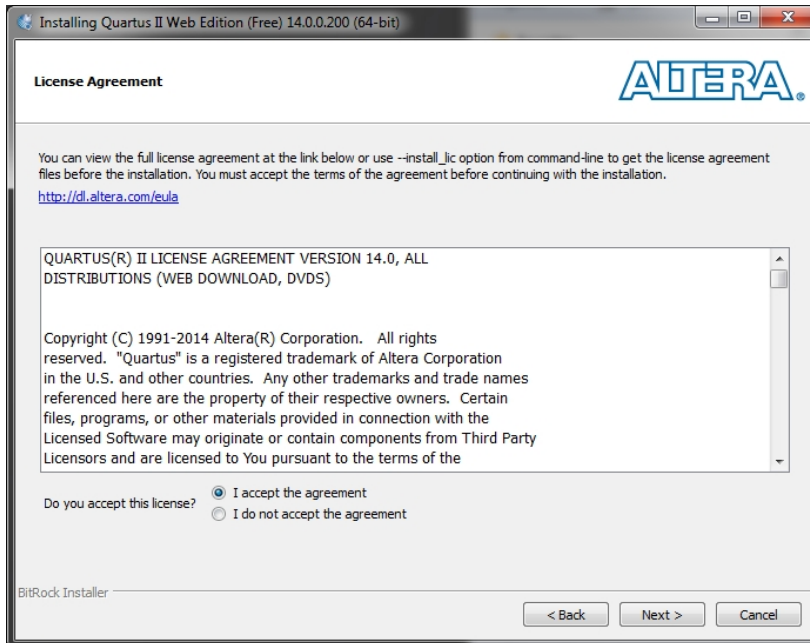 Installing Quartus II Web Edition (Free) 14.0.0.200 (64-bit)
License Agreement
ALTERA®
You can view the full license agreement at the link below or use --install_lic option from command-line to get the license agreement
files before the installation. You must accept the terms of the agreement before continuing with the installation.
http://dl.altera.com/eula
QUARTUS(R) II LICENSE AGREEMENT VERSION 14.0, ALL
DISTRIBUTIONS (WEB DOWNLOAD, DVDS)
Copyright (C) 1991-2014 Altera(R) Corporation.   All rights
reserved.  "Quartus" is a registered trademark of Altera Corporation
in the U.S. and other countries.  Any other trademarks and trade names
referenced here are the property of their respective owners.  Certain
files, programs, or other materials provided in connection with the
Licensed Software may originate or contain components from Third Party
Licensors and are licensed to You pursuant to the terms of the
Do you accept this license?
I accept the agreement
I do not accept the agreement
BitRock Installer
< Back
Next >
Cancel